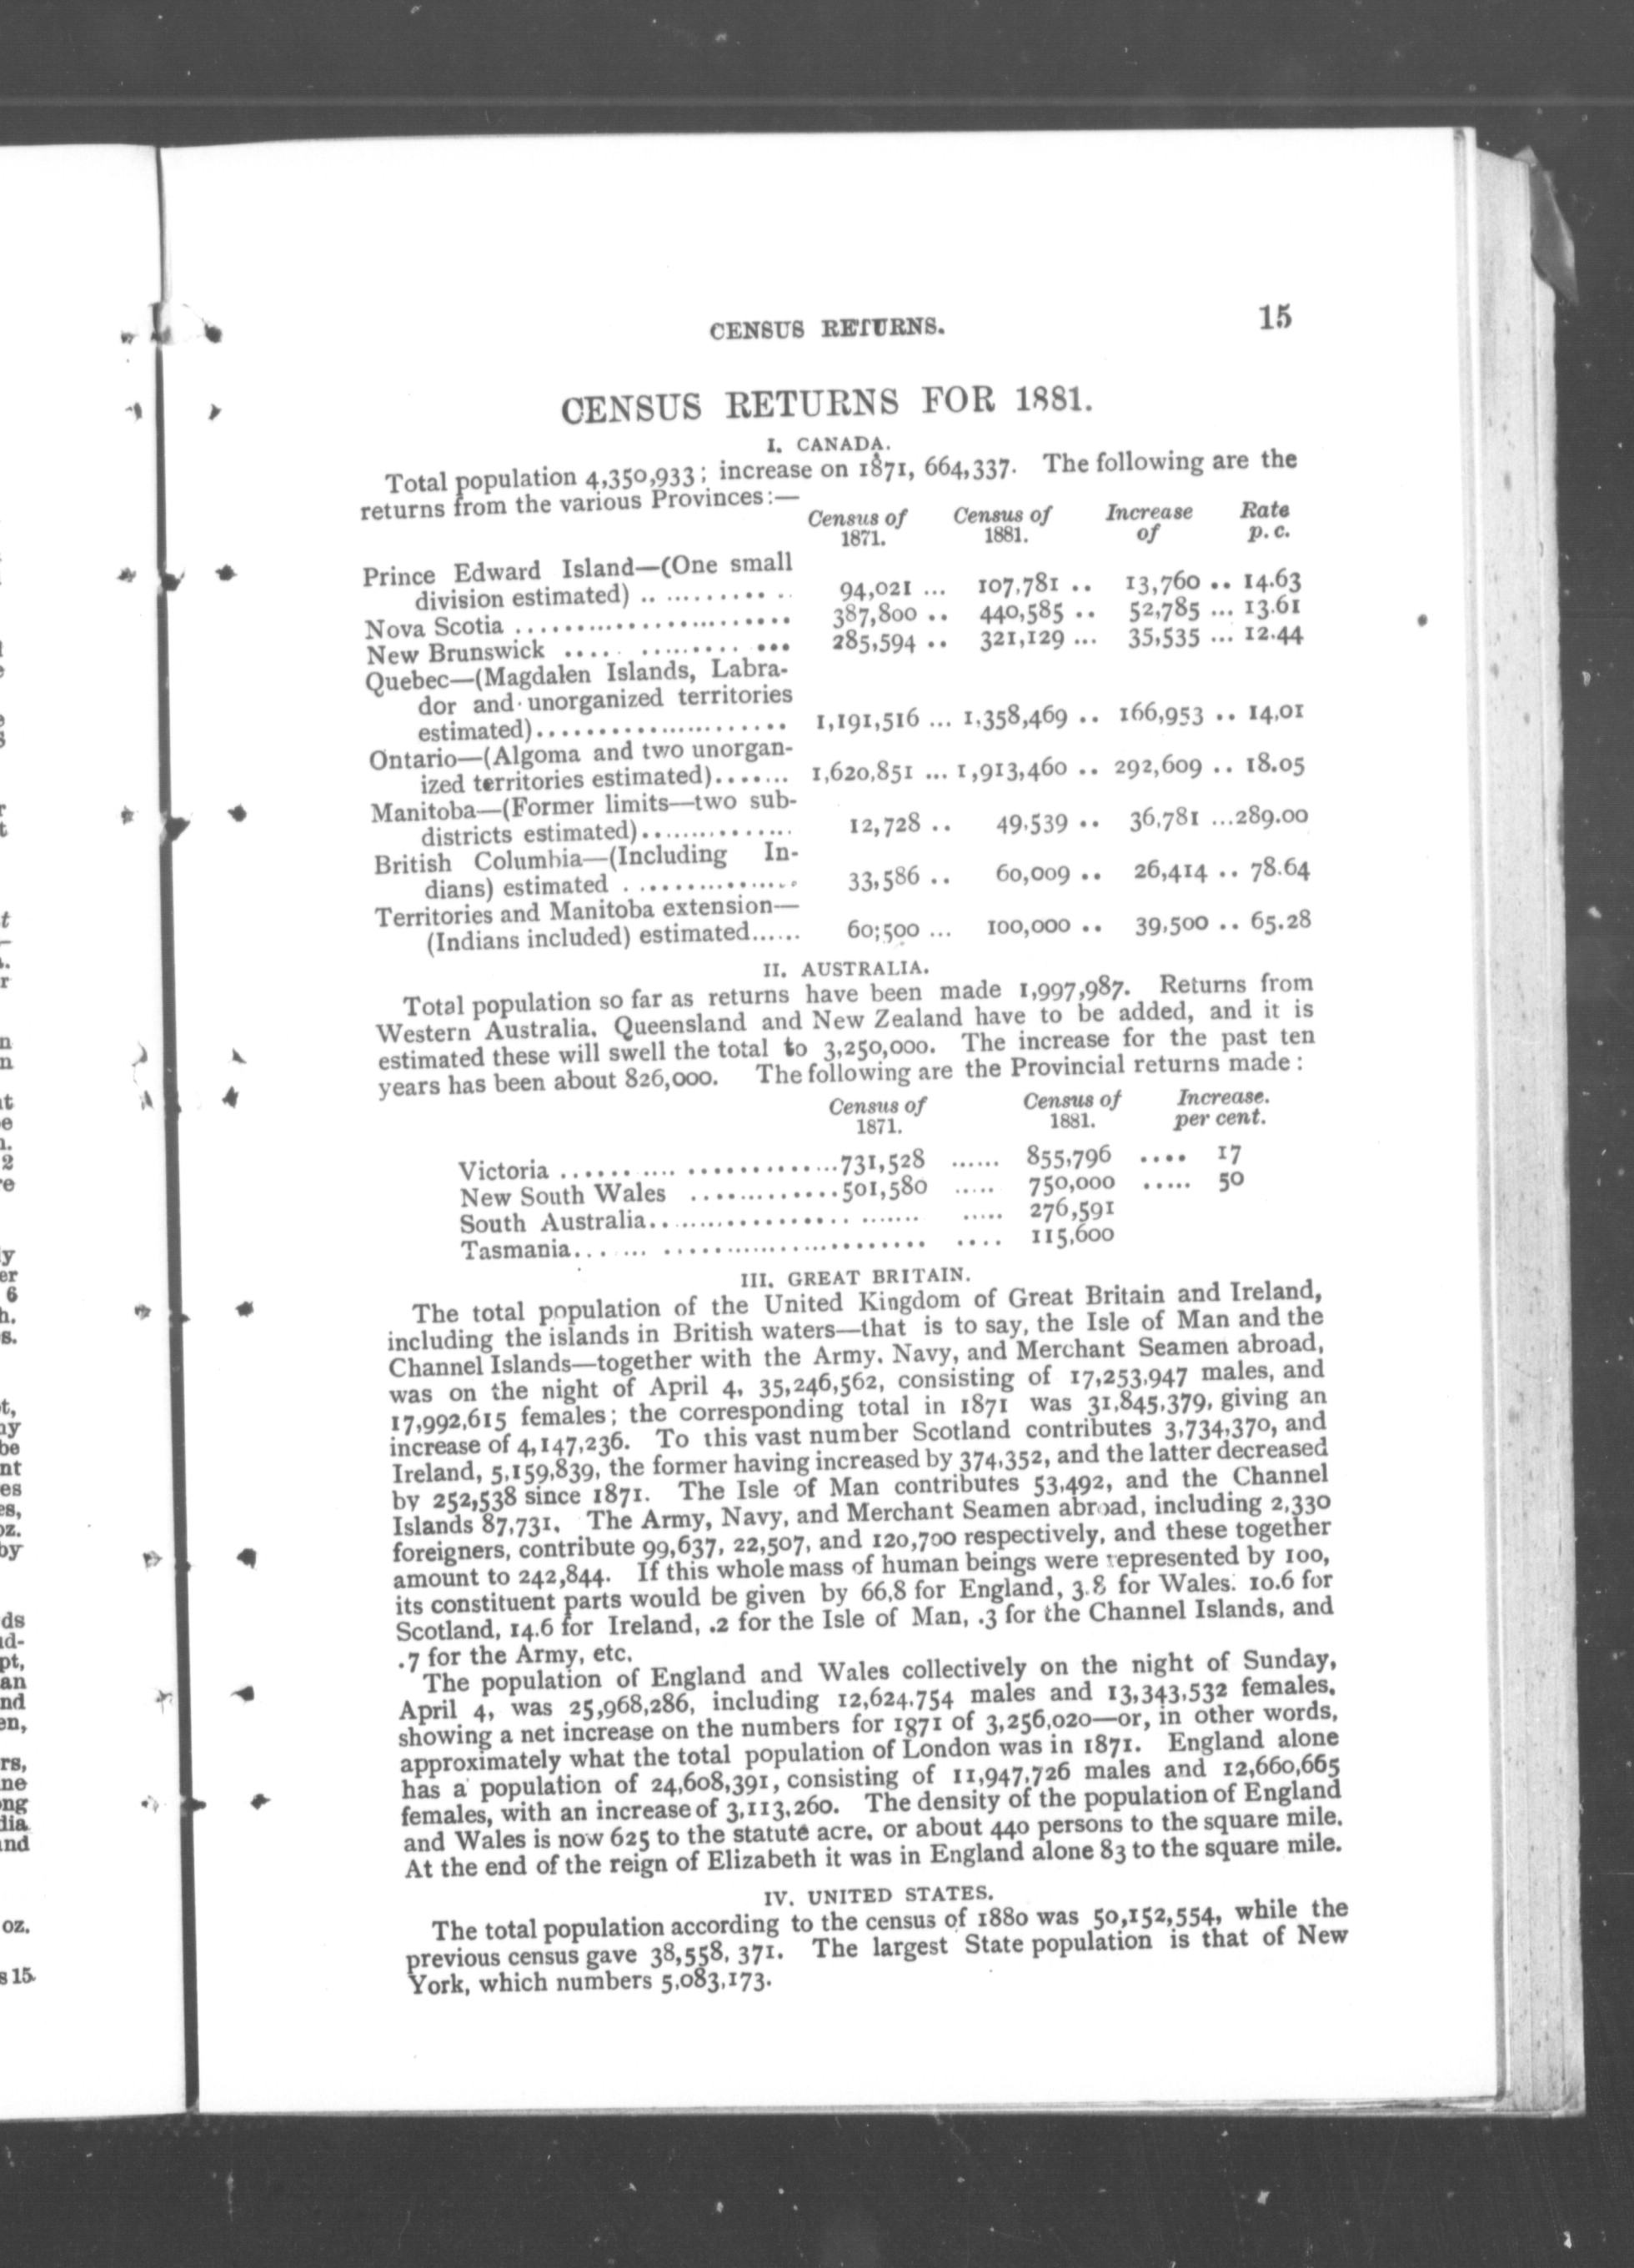 CENSUS RETURNS. 15
CENSUS RETURNS FOR 1881.
I. CANADA.
Total population 4,350,933; increase on 1871, 664,337. The following are the
returns from the various Provinces:—
Census of Census of Increase Rate
1871. 1881. of p. c.
Prince Edward Island—(One small
division estimated) .. .......... .. 94,021 ... 107,781 .. 13,760 .. 14.63
Nova Scotia ........................ 387,800 .. 440,585 .. 52,785 ... 13.61
New Brunswick ..... .......... ... 285,594 .. 321,129 ... 35,535 ... 12.44
Quebec—(Magdalen Islands, Labra-
dor and unorganized territories
estimated)...................... 1,191,516 ... 1,358,469 .. 166,953 .. 14,01
Ontario—(Algoma and two unorgan-
ized territories estimated)....... 1,620,851 ... 1,913,460 .. 292,609 .. 18.05
Manitoba—(Former limits—two sub-
districts estimated).............. 12,728 .. 49,539 .. 36,781 ...289.00
British Columbia—(Including In-
dians) estimated ................ 33,586 .. 60,009 .. 26,414 .. 78.64
Territories and Manitoba extension—
(Indians included) estimated...... 60;500 ... 100,000 .. 39,500 .. 65.28
II. AUSTRALIA.
Total population so far as returns have been made 1,997,987. Returns from
Western Australia. Queensland and New Zealand have to be added, and it is
estimated these will swell the total to 3,250,000. The increase for the past ten
years has been about 826,000. The following are the Provincial returns made :
Census of Census of Increase.
1871. 1881. per cent.
Victoria ............ .............731,528 ...... 855,796 .... 17
New South Wales .............501,580 ..... 750,000 ..... 50
South Australia..................... ....... ..... 276,591
Tasmania... ... ........................ .... 115,600
III. GREAT BRITAIN.
The total population of the United Kingdom of Great Britain and Ireland,
including the islands in British waters—that is to say, the Isle of Man and the
Channel Islands—together with the Army. Navy, and Merchant Seamen abroad,
was on the night of April 4, 35,246,562, consisting of 17,253,947 males, and
17,992,615 females; the corresponding total in 1871 was 31,845,379, giving an
increase of 4,147,236. To this vast number Scotland contributes 3,734,370, and
Ireland, 5,159,839, the former having increased by 374,352, and the latter decreased
by 252,538 since 1871. The Isle of Man contributes 53,492, and the Channel
Islands 87,731. The Army, Navy, and Merchant Seamen abroad, including 2,330
foreigners, contribute 99,637, 22,507, and 120,700 respectively, and these together
amount to 242,844. If this whole mass of human beings were represented by 100,
its constituent parts would be given by 66,8 for England, 3.8 for Wales. 10.6 for
Scotland, 14.6 for Ireland, .2 for the Isle of Man, .3 for the Channel Islands, and
.7 for the Army, etc.
The population of England and Wales collectively on the night of Sunday,
April 4, was 25,968,286, including 12,624,754 males and 13,343,532 females,
showing a net increase on the numbers for 1871 of 3,256,020—or, in other words,
approximately what the total population of London was in 1871. England alone
has a population of 24,608,391, consisting of 11,947,726 males and 12,660,665
females, with an increase of 3,113,260. The density of the population of England
and Wales is now 625 to the statute acre, or about 440 persons to the square mile.
At the end of the reign of Elizabeth it was in England alone 83 to the square mile.
IV. UNITED STATES.
The total population according to the census of 1880 was 50,152,554, while the
previous census gave 38,558, 371. The largest State population is that of New
York, which numbers 5,083,173.